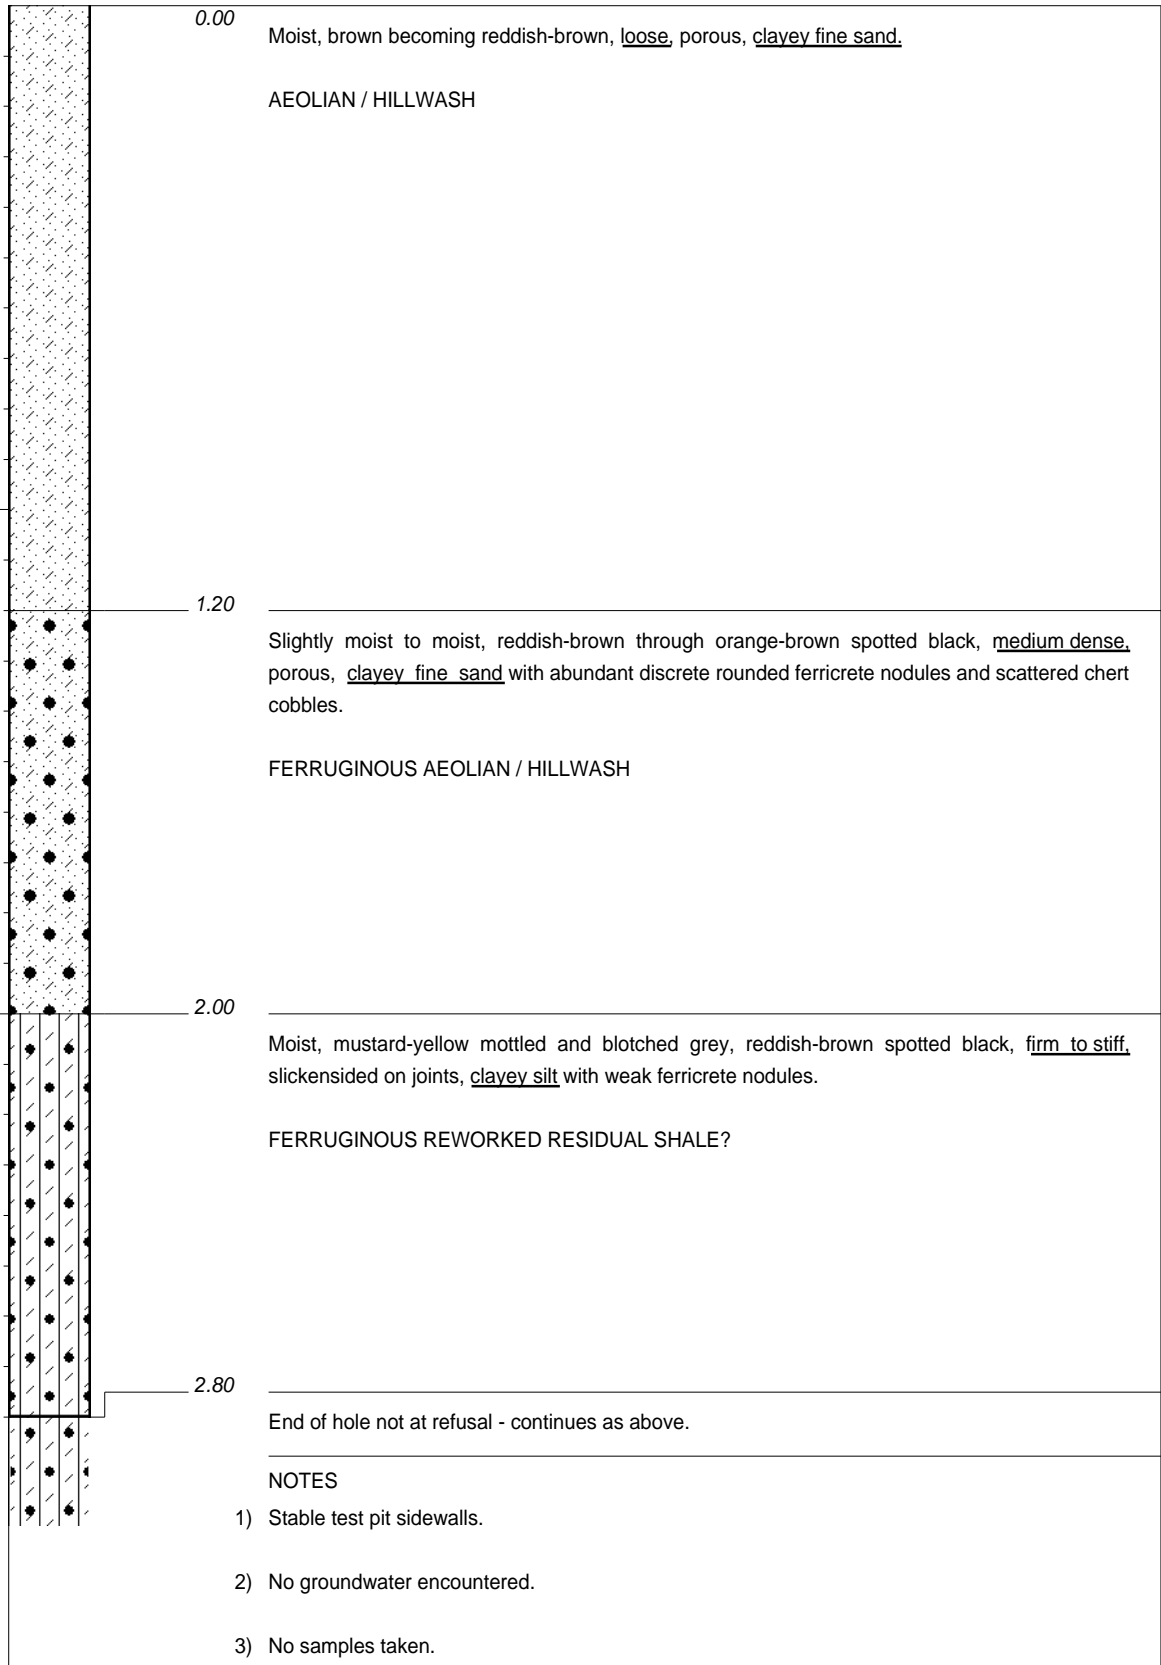 0.00
Moist, brown becoming reddish-brown, loose, porous, clayey fine sand.
AEOLIAN / HILLWASH
1.20
Slightly moist to moist, reddish-brown through orange-brown spotted black, medium dense,
porous, clayey fine sand with abundant discrete rounded ferricrete nodules and scattered chert
cobbles.
FERRUGINOUS AEOLIAN / HILLWASH
2.00
Moist, mustard-yellow mottled and blotched grey, reddish-brown spotted black, firm to stiff,
slickensided on joints, clayey silt with weak ferricrete nodules.
FERRUGINOUS REWORKED RESIDUAL SHALE?
2.80
End of hole not at refusal - continues as above.
NOTES
1) Stable test pit sidewalls.
2) No groundwater encountered.
3) No samples taken.